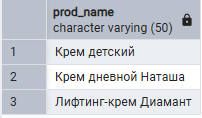 prod_name
character varying (50)
1 Крем детский
2 Крем дневной Наташа
3 Лифтинг-крем Диамант